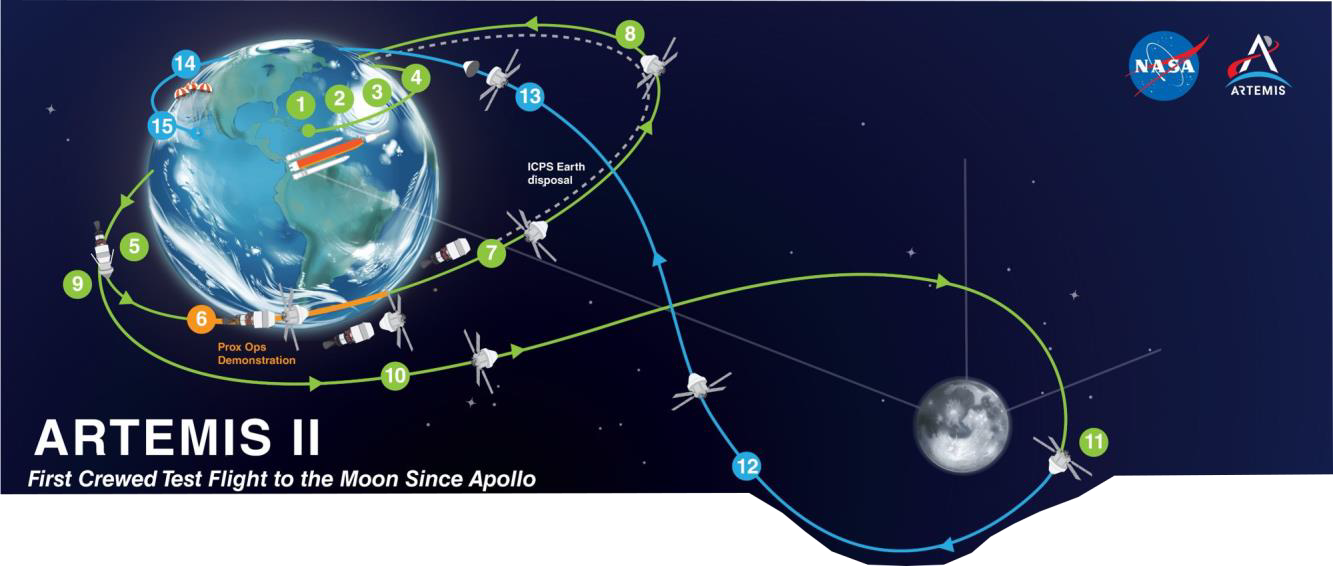 8
14
4
NASA
ARTEMIS
3
13
2
1
15
ICPS Earth
disposal
5
7
9
6
Prox Ops
Demonstration
10
ARTEMIS II
11
12
First Crewed Test Flight to the Moon Since Apollo